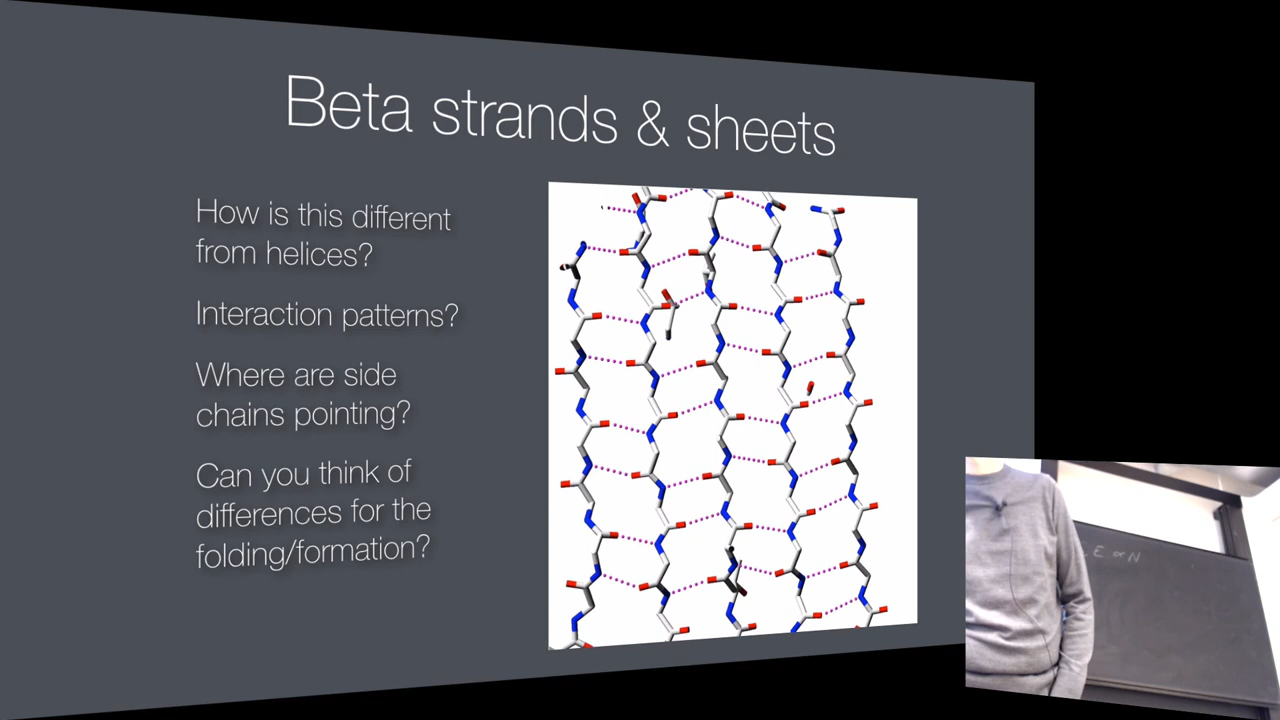 Beta strands & sheets
How is this different
from helices?
Interaction patterns?
Where are side
chains pointing?
Can you think of
differences for the
folding/formation?
E ∝ N